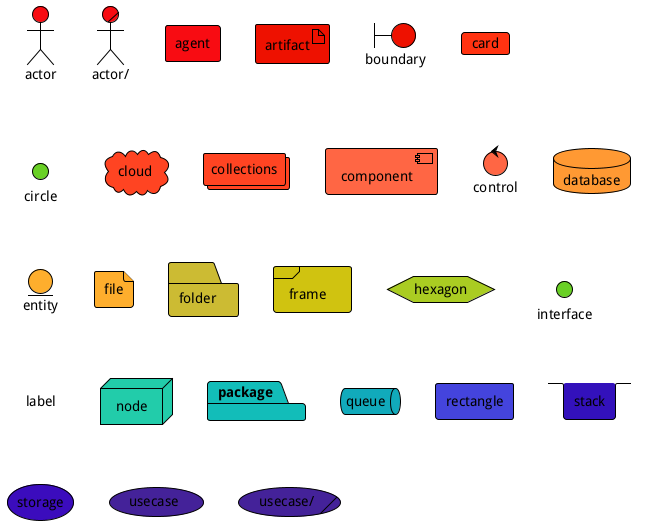 actor
actor/
agent
artifact
boundary
card
circle
cloud
collections
component
control
database
entity
file
folder
frame
hexagon
interface
label
node
package
queue
rectangle
stack
storage
usecase
usecase/